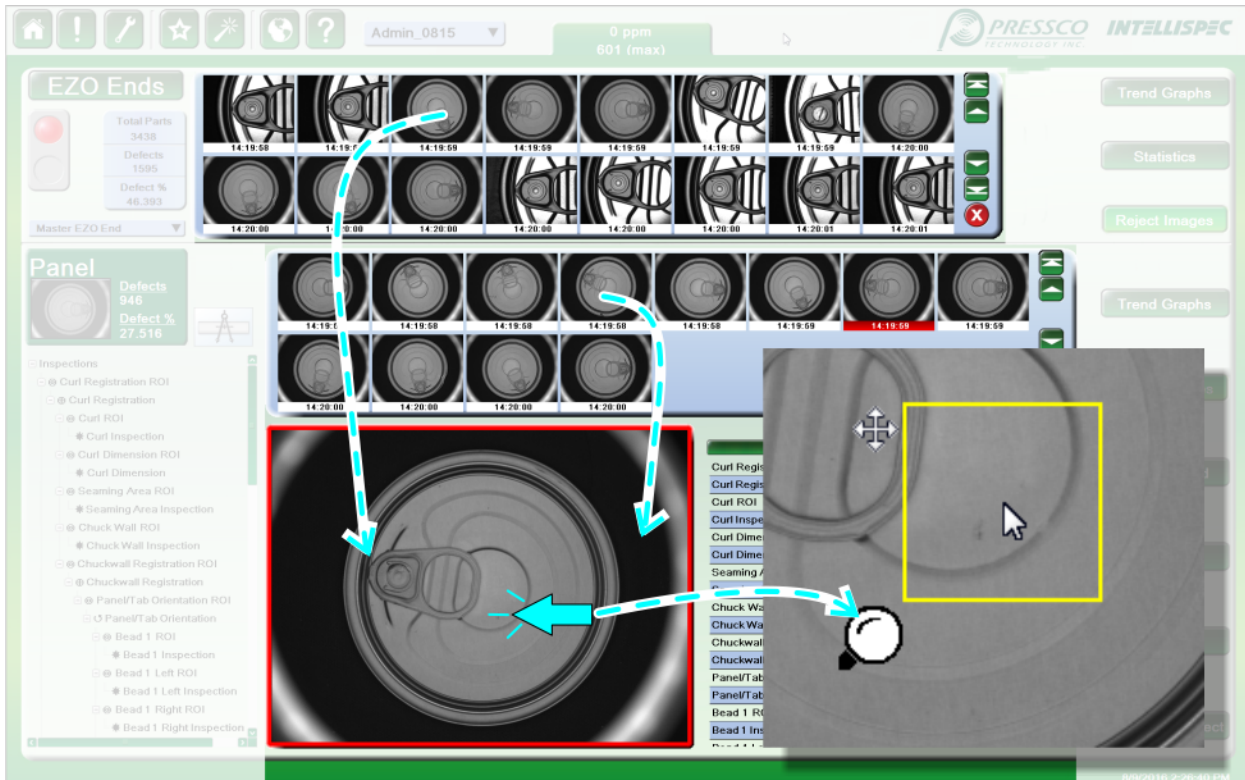 Admin_0815
0 ppm
601 (max)
PRESSCO
TECHNOLOGY INC.
INTELLISPEC
EZO Ends
Total Parts
3438
Defects
1595
Defect %
46.393
Master EZO End
14:19:58 14:19:58 14:19:59 14:19:59 14:19:59 14:19:59 14:19:59 14:20:00
14:20:00 14:20:00 14:20:00 14:20:00 14:20:00 14:20:00 14:20:01 14:20:01
Trend Graphs
Statistics
Reject Images
Panel
Defects
946
Defect %
27.516
14:19:58 14:19:58 14:19:58 14:19:58 14:19:59 14:19:59 14:19:59
14:20:00 14:20:00 14:20:00 14:20:00
Trend Graphs
Inspections
Curl Registration ROI
Curl Registration
Curl ROI
Curl Inspection
Curl Dimension ROI
Curl Dimension
Seaming Area ROI
Seaming Area Inspection
Chuck Wall ROI
Chuck Wall Inspection
Chuckwall Registration ROI
Chuckwall Registration
Panel/Tab Orientation ROI
Panel/Tab Orientation
Bead 1 ROI
Bead 1 Inspection
Bead 1 Left ROI
Bead 1 Left Inspection
Bead 1 Right ROI
Bead 1 Right Inspection
Curl Regis
Curl Regis
Curl ROI
Curl Inspe
Curl Dime
Curl Dime
Seaming A
Chuck Wa
Chuck Wa
Chuckwal
Chuckwal
Panel/Tab
Panel/Tab
Bead 1 RO
Bead 1 Ins